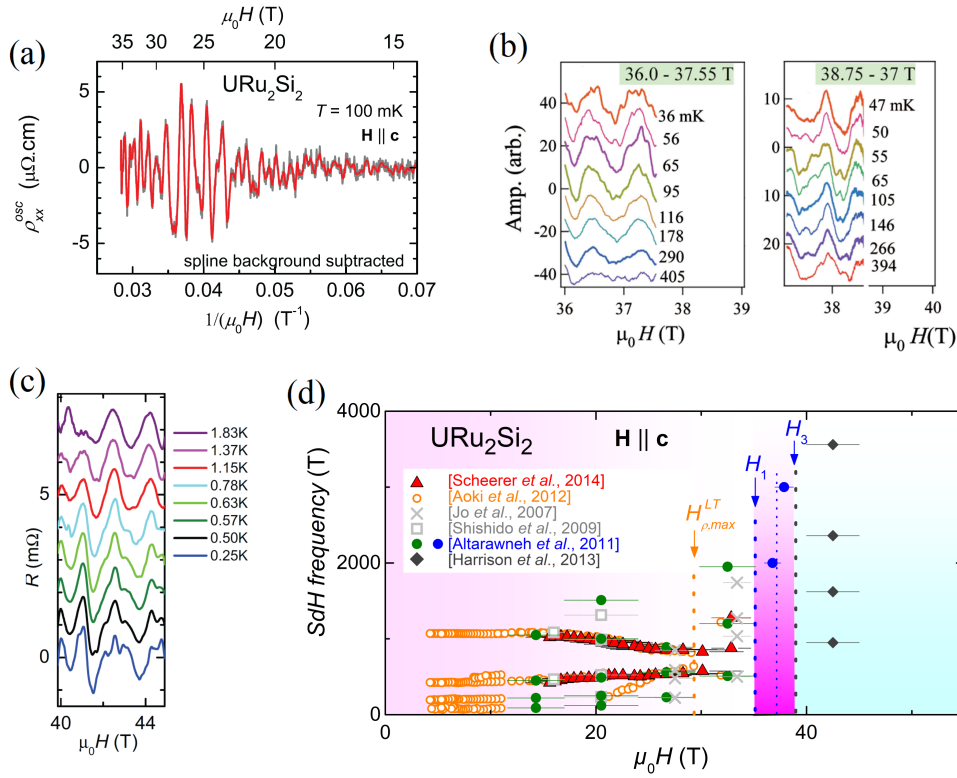 (a)
μ₀H (T)
35 30 25 20 15
URu₂Si₂
T = 100 mK
H || c
5
0
-5
ρₓₓᵒˢᶜ (μΩ.cm)
spline background subtracted
0.03 0.04 0.05 0.06 0.07
1/(μ₀H) (T⁻¹)
(b)
36.0 - 37.55 T
40
20
0
-20
-40
Amp. (arb.)
36 mK
56
65
95
116
178
290
405
36 37 38 39
μ₀ H (T)
38.75 - 37 T
10
0
10
20
47 mK
50
55
65
105
146
266
394
38 39 40
μ₀ H(T)
(c)
5
0
R (mΩ)
40 44
μ₀H (T)
1.83K
1.37K
1.15K
0.78K
0.63K
0.57K
0.50K
0.25K
(d)
4000
2000
0
SdH frequency (T)
URu₂Si₂ H || c
[Scheerer et al., 2014]
[Aoki et al., 2012]
[Jo et al., 2007]
[Shishido et al., 2009]
[Altarawneh et al., 2011]
[Harrison et al., 2013]
H^LT_ρ,max
H₁
H₃
0 20 40
μ₀H (T)